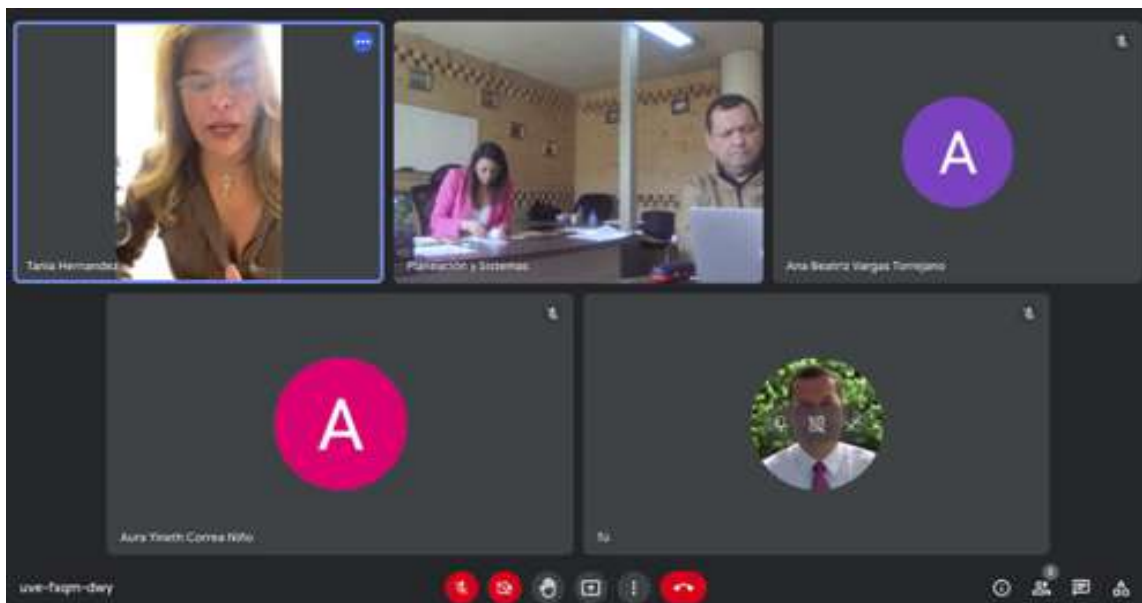 Tania Hernandez
Planeación y Sistemas
A
Ana Beatriz Vargas Torrejano
A
Aura Yineth Correa Niño
Tú
uve-fxqm-dwy